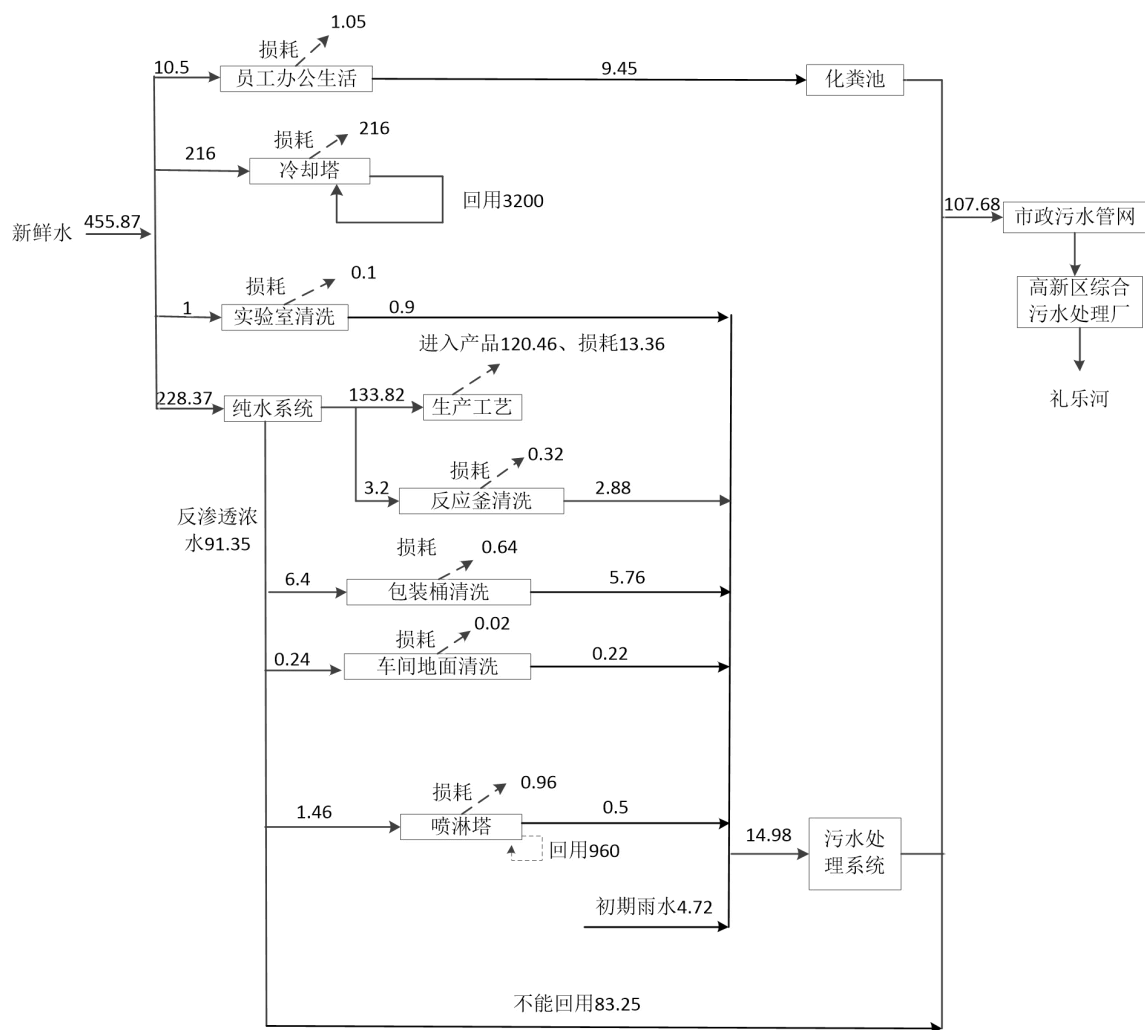 1.05
损耗
10.5
员工办公生活
9.45
化粪池
损耗
216
216
冷却塔
回用3200
新鲜水
455.87
107.68
市政污水管网
损耗
0.1
1
实验室清洗
0.9
高新区综合
污水处理厂
进入产品120.46、损耗13.36
228.37
纯水系统
133.82
生产工艺
礼乐河
损耗
0.32
3.2
反应釜清洗
2.88
反渗透浓
水91.35
损耗
0.64
6.4
包装桶清洗
5.76
损耗
0.02
0.24
车间地面清洗
0.22
损耗
0.96
1.46
喷淋塔
0.5
回用960
14.98
污水处
理系统
初期雨水4.72
不能回用83.25